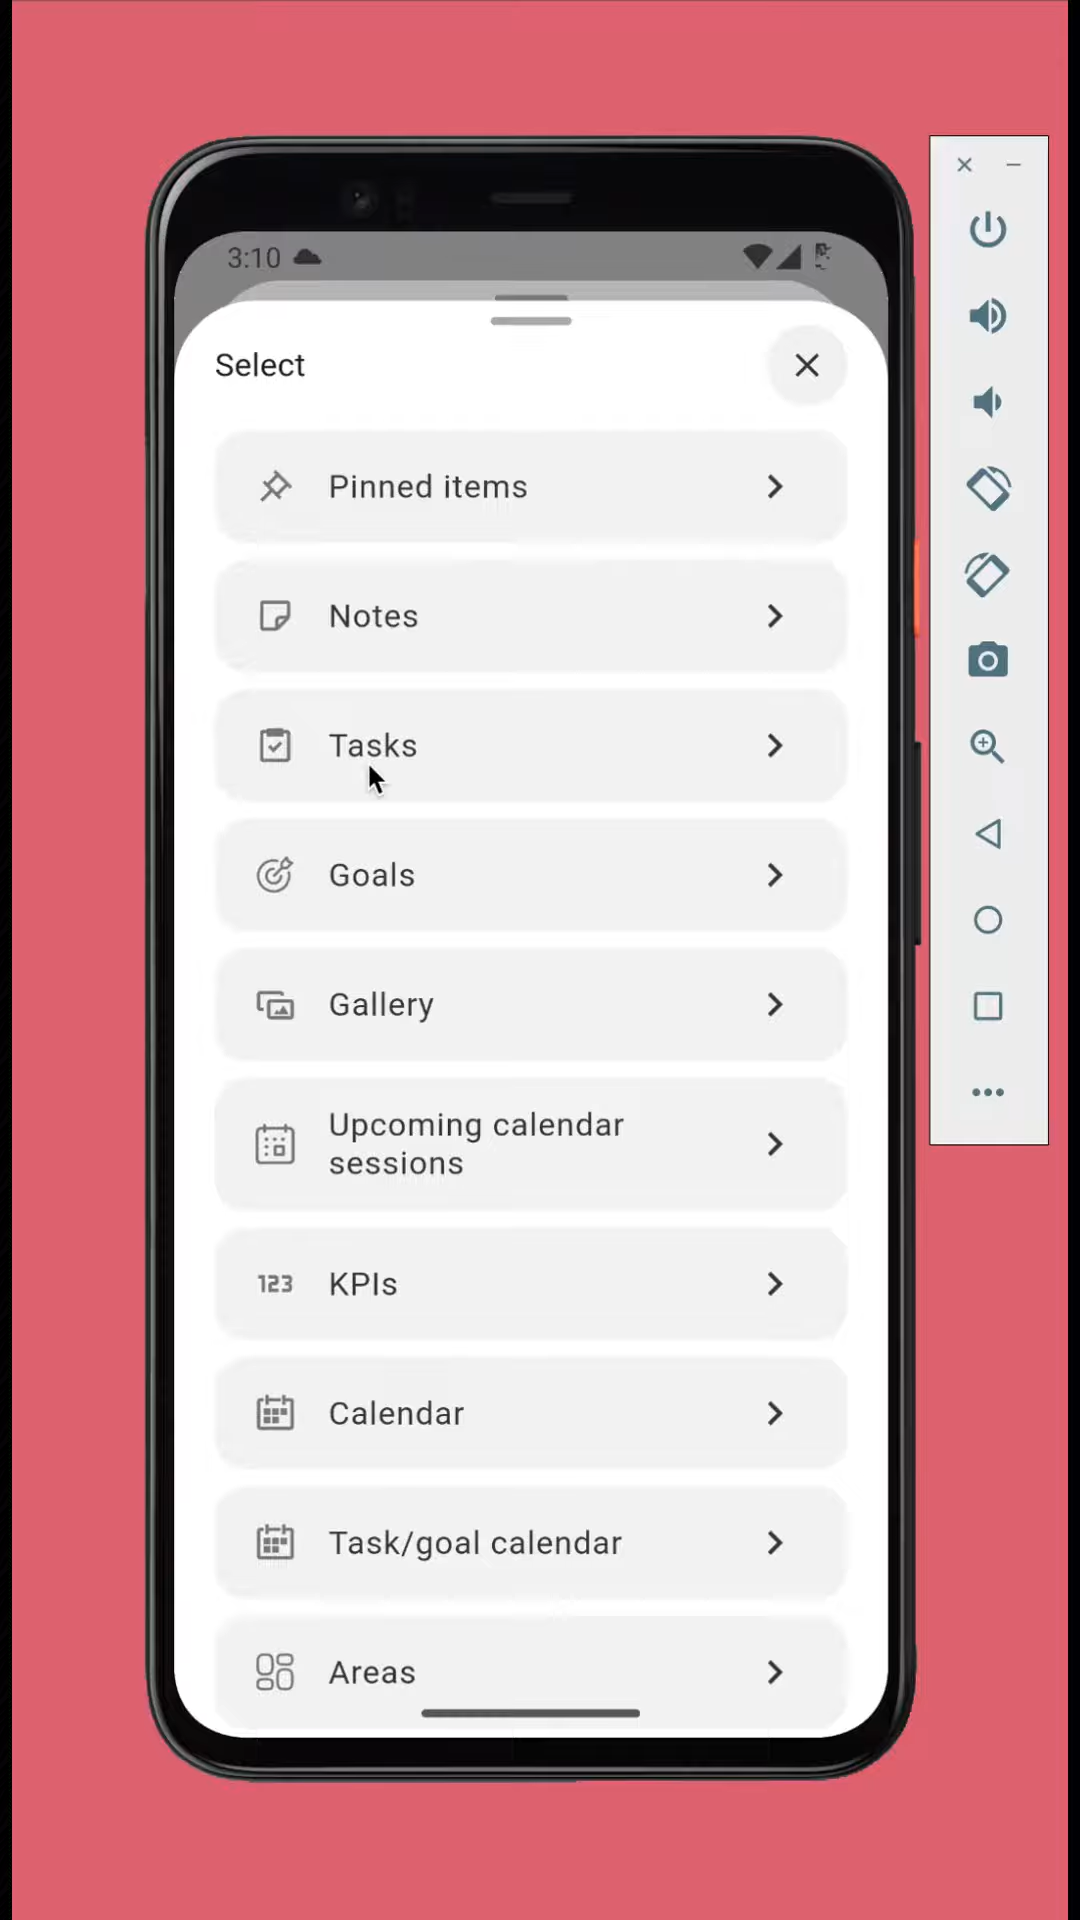 3:10
Select
Pinned items
Notes
Tasks
Goals
Gallery
Upcoming calendar
sessions
123
KPIs
Calendar
Task/goal calendar
Areas